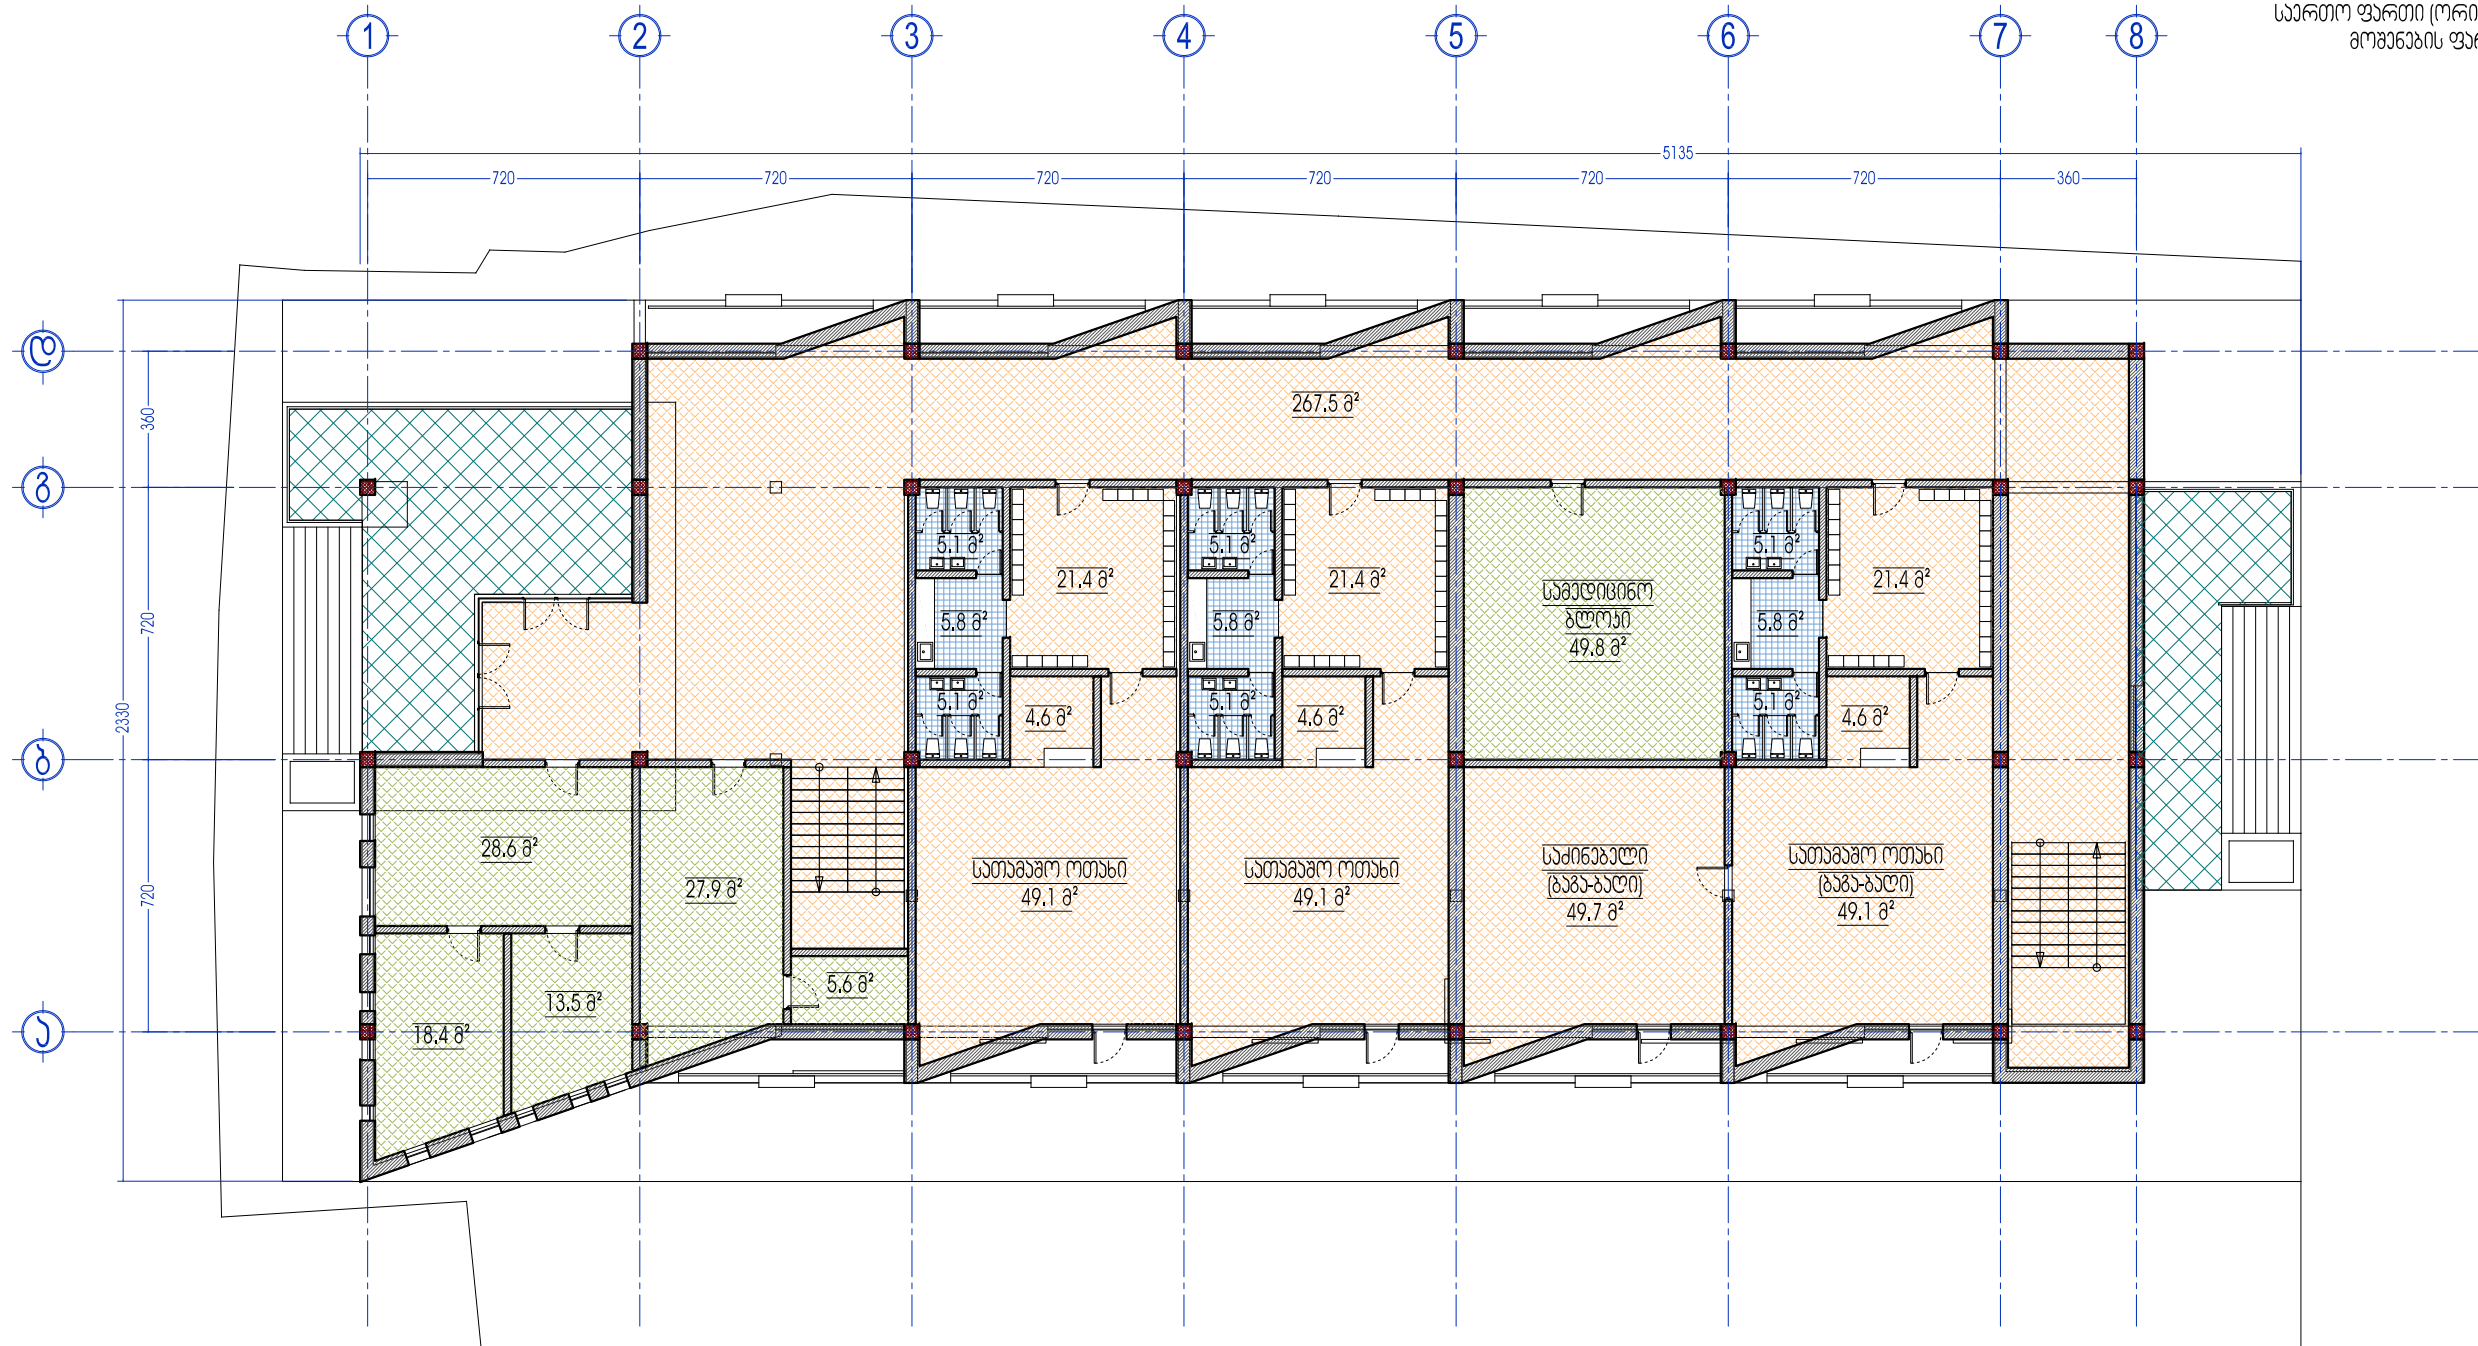 საერთო ფართი (ორი
მოშენების ფა
1 2 3 4 5 6 7 8
5135
720 720 720 720 720 720 360
დ
360
267.5 მ²
გ
5.1 მ² 5.1 მ² 5.1 მ²
21.4 მ² 21.4 მ² 21.4 მ²
სამედიცინო
ბლოკი
49.8 მ²
720
5.8 მ² 5.8 მ² 5.8 მ²
5.1 მ² 5.1 მ² 5.1 მ²
4.6 მ² 4.6 მ² 4.6 მ²
2330
ბ
28.6 მ²
27.9 მ²
სათამაშო ოთახი
49.1 მ²
სათამაშო ოთახი
49.1 მ²
საძინებელი
(ბაგა-ბაღი)
49.7 მ²
სათამაშო ოთახი
(ბაგა-ბაღი)
49.1 მ²
720
5.6 მ²
13.5 მ²
18.4 მ²
ა